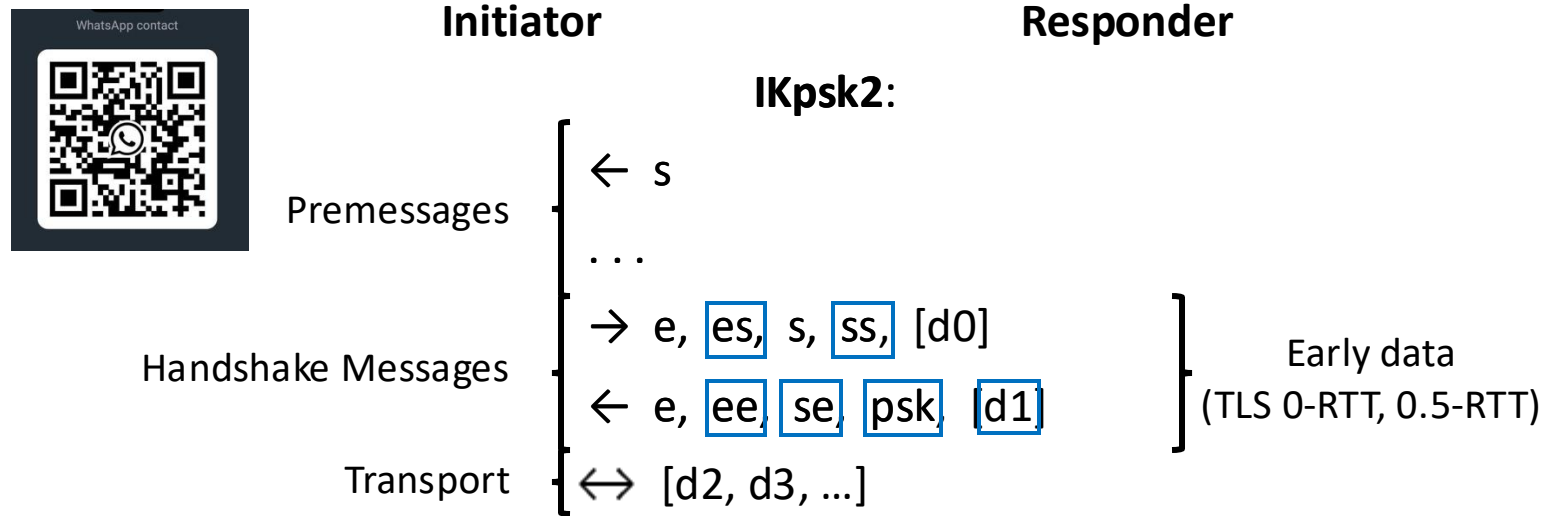 WhatsApp contact
Initiator
Responder
IKpsk2:
Premessages
← s
. . .
Handshake Messages
→ e, es, s, ss, [d0]
← e, ee, se, psk, [d1]
Early data
(TLS 0-RTT, 0.5-RTT)
Transport
↔ [d2, d3, …]